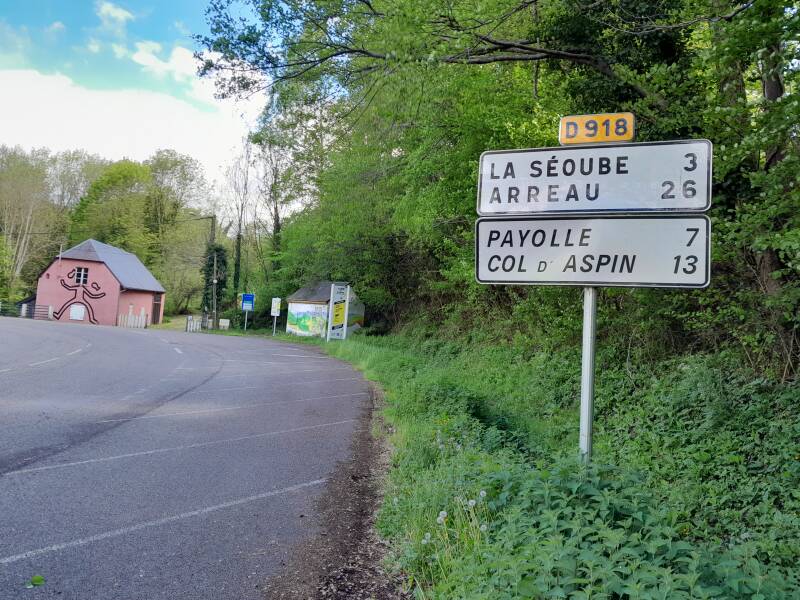 D 918
LA SÉOUBE 3
ARREAU 26
PAYOLLE 7
COL D' ASPIN 13